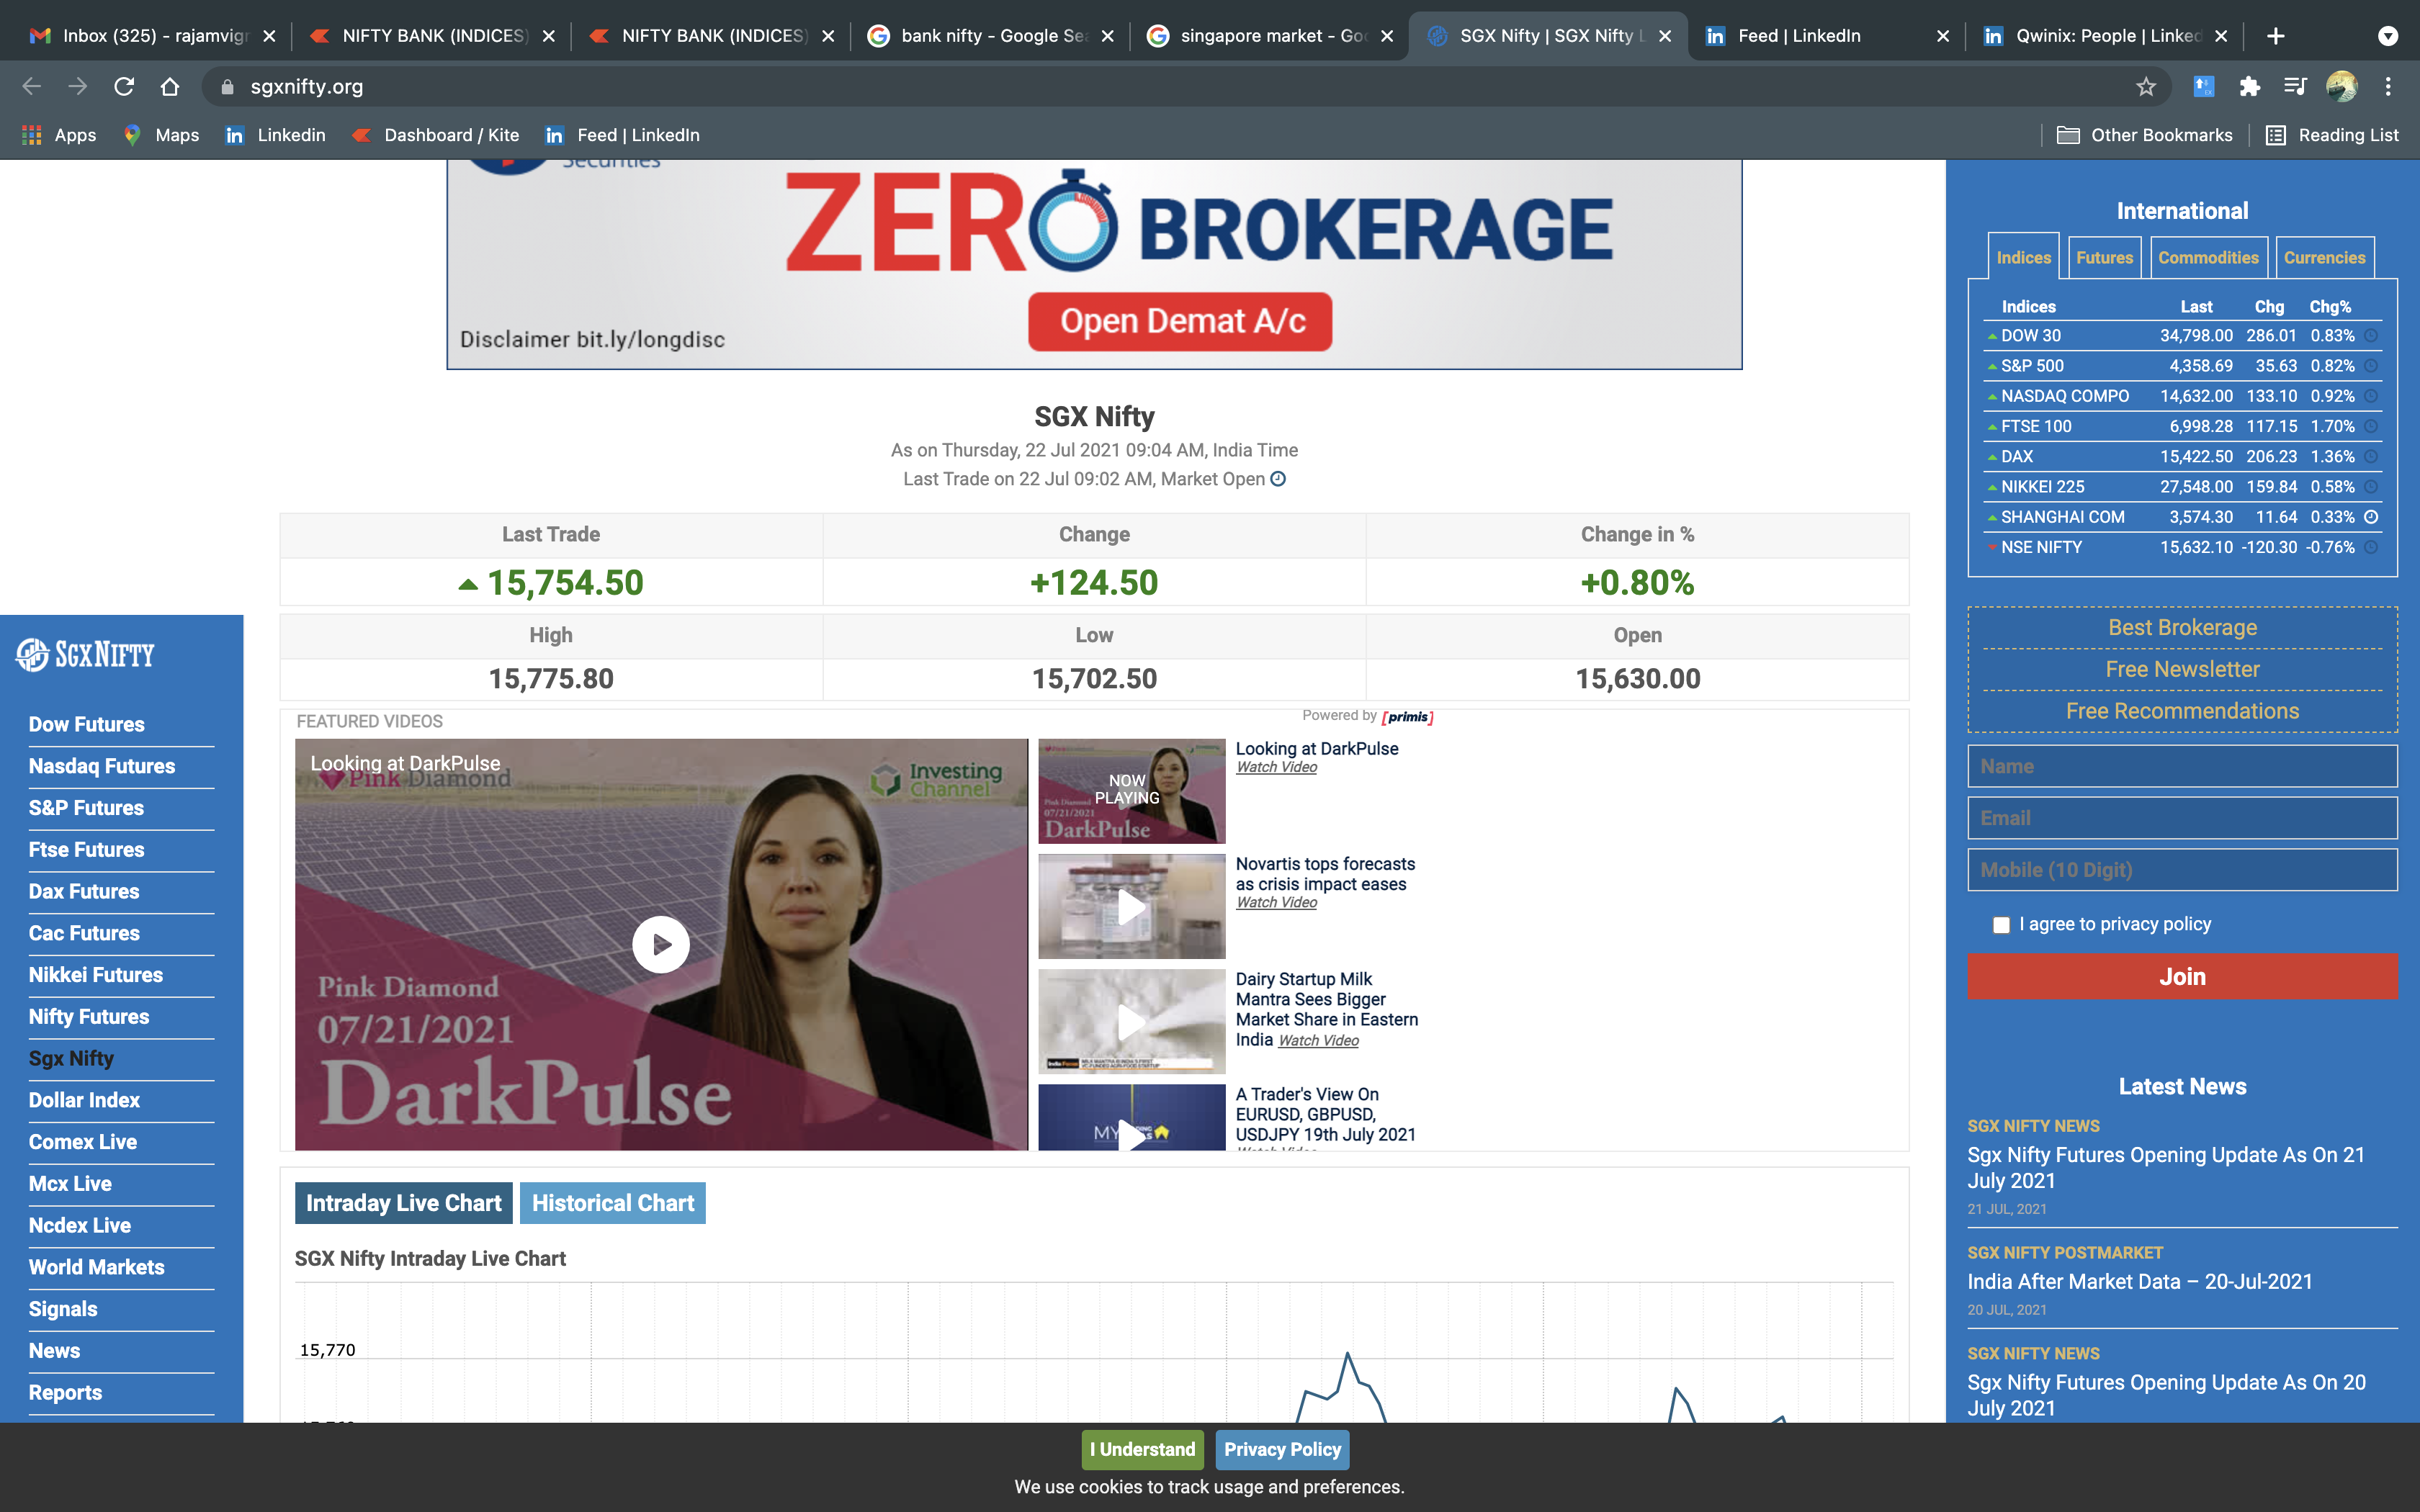 Inbox (325) - rajamvigr
NIFTY BANK (INDICES)
NIFTY BANK (INDICES)
bank nifty - Google Sea
singapore market - Goo
SGX Nifty | SGX Nifty L
Feed | LinkedIn
Qwinix: People | Linked
sgxnifty.org
Apps
Maps
Linkedin
Dashboard / Kite
Feed | LinkedIn
Other Bookmarks
Reading List
Securities
ZERO BROKERAGE
Open Demat A/c
Disclaimer bit.ly/longdisc
SGX Nifty
As on Thursday, 22 Jul 2021 09:04 AM, India Time
Last Trade on 22 Jul 09:02 AM, Market Open
Last Trade Change Change in %
15,754.50 +124.50 +0.80%
High Low Open
15,775.80 15,702.50 15,630.00
FEATURED VIDEOS
Powered by [primis]
Looking at DarkPulse
Pink Diamond
Investing Channel
Pink Diamond
07/21/2021
DarkPulse
NOW PLAYING
Pink Diamond
07/21/2021
DarkPulse
Looking at DarkPulse
Watch Video
Novartis tops forecasts
as crisis impact eases
Watch Video
Dairy Startup Milk
Mantra Sees Bigger
Market Share in Eastern
India Watch Video
A Trader's View On
EURUSD, GBPUSD,
USDJPY 19th July 2021
Intraday Live Chart
Historical Chart
SGX Nifty Intraday Live Chart
15,770
SGXNIFTY
Dow Futures
Nasdaq Futures
S&P Futures
Ftse Futures
Dax Futures
Cac Futures
Nikkei Futures
Nifty Futures
Sgx Nifty
Dollar Index
Comex Live
Mcx Live
Ncdex Live
World Markets
Signals
News
Reports
International
Indices Futures Commodities Currencies
Indices Last Chg Chg%
DOW 30 34,798.00 286.01 0.83%
S&P 500 4,358.69 35.63 0.82%
NASDAQ COMPO 14,632.00 133.10 0.92%
FTSE 100 6,998.28 117.15 1.70%
DAX 15,422.50 206.23 1.36%
NIKKEI 225 27,548.00 159.84 0.58%
SHANGHAI COM 3,574.30 11.64 0.33%
NSE NIFTY 15,632.10 -120.30 -0.76%
Best Brokerage
Free Newsletter
Free Recommendations
Name
Email
Mobile (10 Digit)
I agree to privacy policy
Join
Latest News
SGX NIFTY NEWS
Sgx Nifty Futures Opening Update As On 21
July 2021
21 JUL, 2021
SGX NIFTY POSTMARKET
India After Market Data – 20-Jul-2021
20 JUL, 2021
SGX NIFTY NEWS
Sgx Nifty Futures Opening Update As On 20
July 2021
I Understand
Privacy Policy
We use cookies to track usage and preferences.